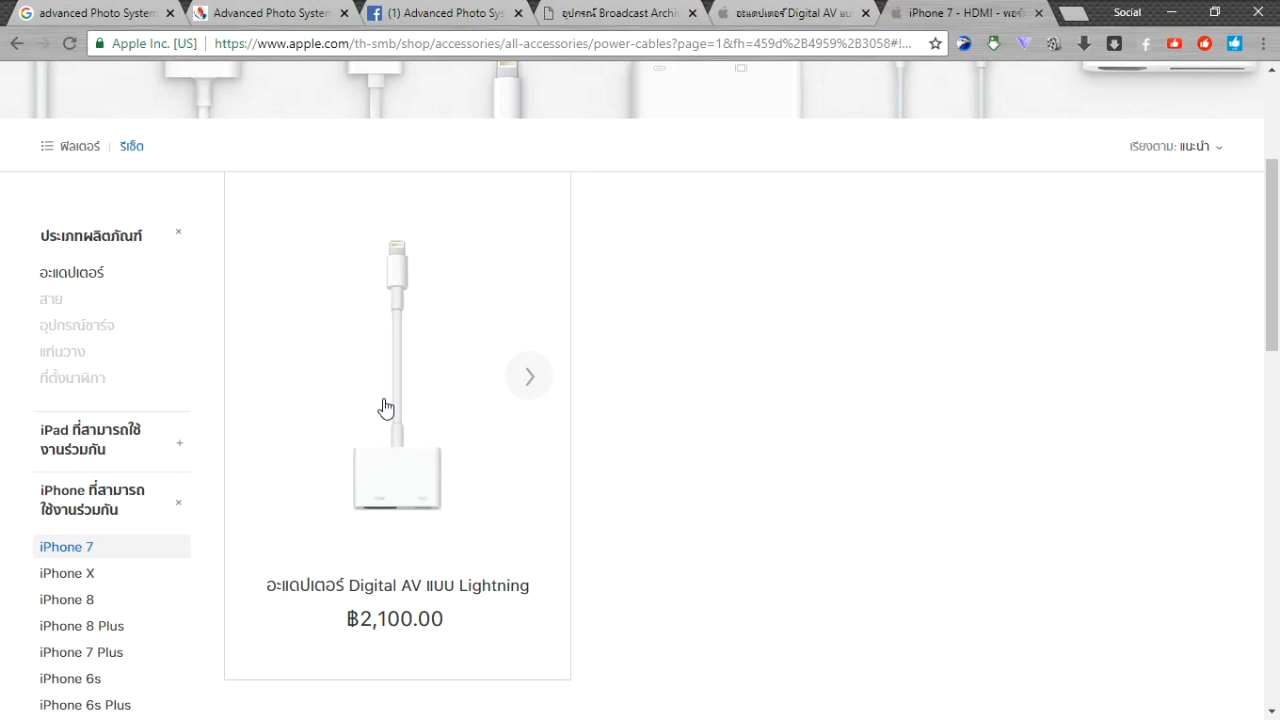 advanced Photo System
Advanced Photo System
(1) Advanced Photo Sys
อุปกรณ์ Broadcast Archi
อะแดปเตอร์ Digital AV แบ
iPhone 7 - HDMI - พอร์ต
Social
Apple Inc. [US]
https://www.apple.com/th-smb/shop/accessories/all-accessories/power-cables?page=1&fh=459d%2B4959%2B3058#!...
ฟิลเตอร์ | รีเซ็ต
เรียงตาม: แนะนำ
ประเภทผลิตภัณฑ์
อะแดปเตอร์
สาย
อุปกรณ์ชาร์จ
แท่นวาง
ที่ตั้งนาฬิกา
iPad ที่สามารถใช้
งานร่วมกัน
iPhone ที่สามารถ
ใช้งานร่วมกัน
iPhone 7
iPhone X
iPhone 8
iPhone 8 Plus
iPhone 7 Plus
iPhone 6s
iPhone 6s Plus
อะแดปเตอร์ Digital AV แบบ Lightning
฿2,100.00